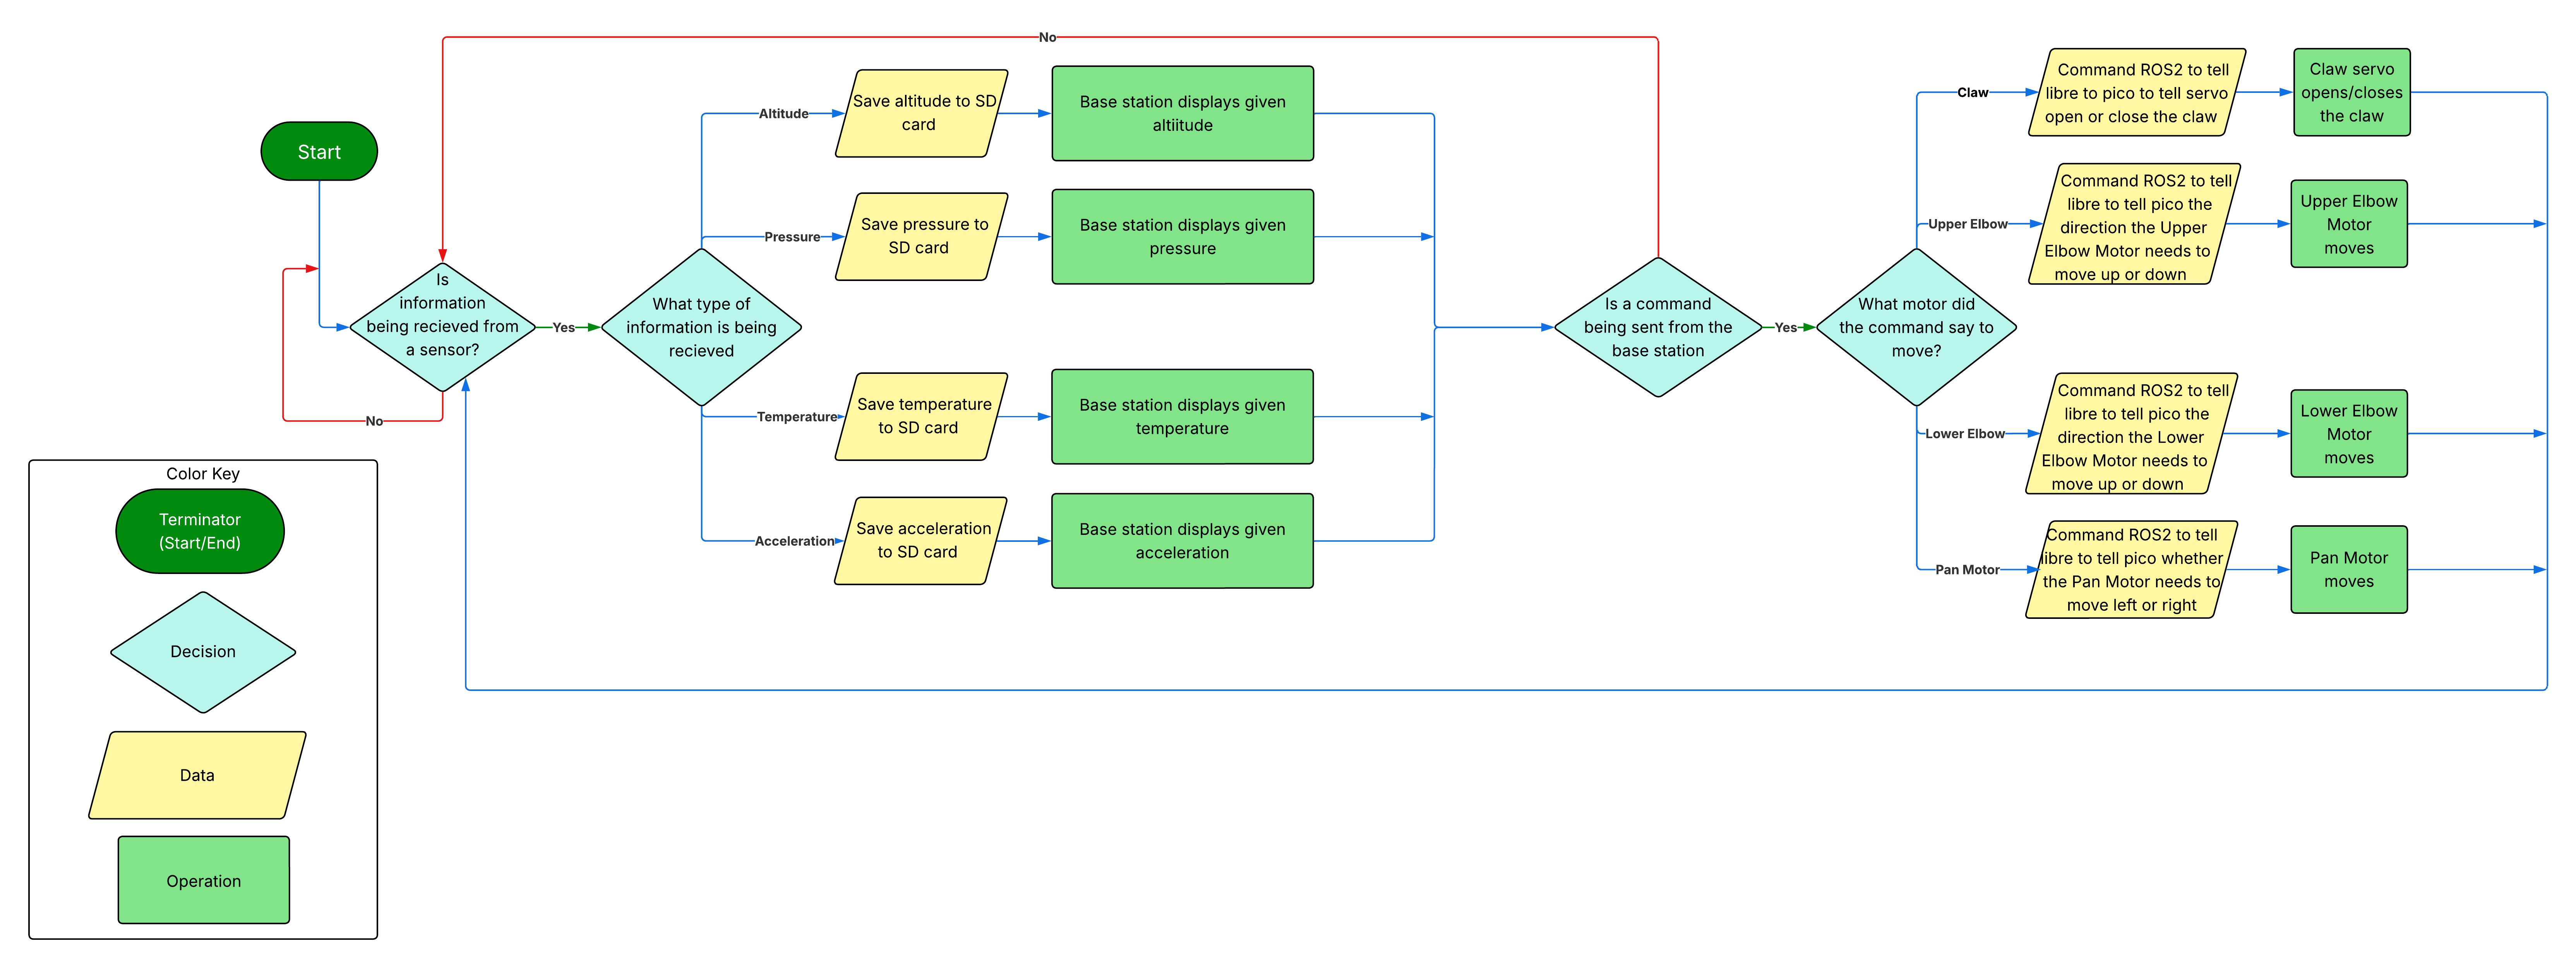 No
Start
Is
information
being recieved from
a sensor?
No
Yes
What type of
information is being
recieved
Altitude
Save altitude to SD
card
Base station displays given
altiitude
Pressure
Save pressure to
SD card
Base station displays given
pressure
Temperature
Save temperature
to SD card
Base station displays given
temperature
Acceleration
Save acceleration
to SD card
Base station displays given
acceleration
Is a command
being sent from the
base station
Yes
What motor did
the command say to
move?
Claw
Command ROS2 to tell
libre to pico to tell servo
open or close the claw
Claw servo
opens/closes
the claw
Upper Elbow
Command ROS2 to tell
libre to tell pico the
direction the Upper
Elbow Motor needs to
move up or down
Upper Elbow
Motor
moves
Lower Elbow
Command ROS2 to tell
libre to tell pico the
direction the Lower
Elbow Motor needs to
move up or down
Lower Elbow
Motor
moves
Pan Motor
Command ROS2 to tell
libre to tell pico whether
the Pan Motor needs to
move left or right
Pan Motor
moves
Color Key
Terminator
(Start/End)
Decision
Data
Operation